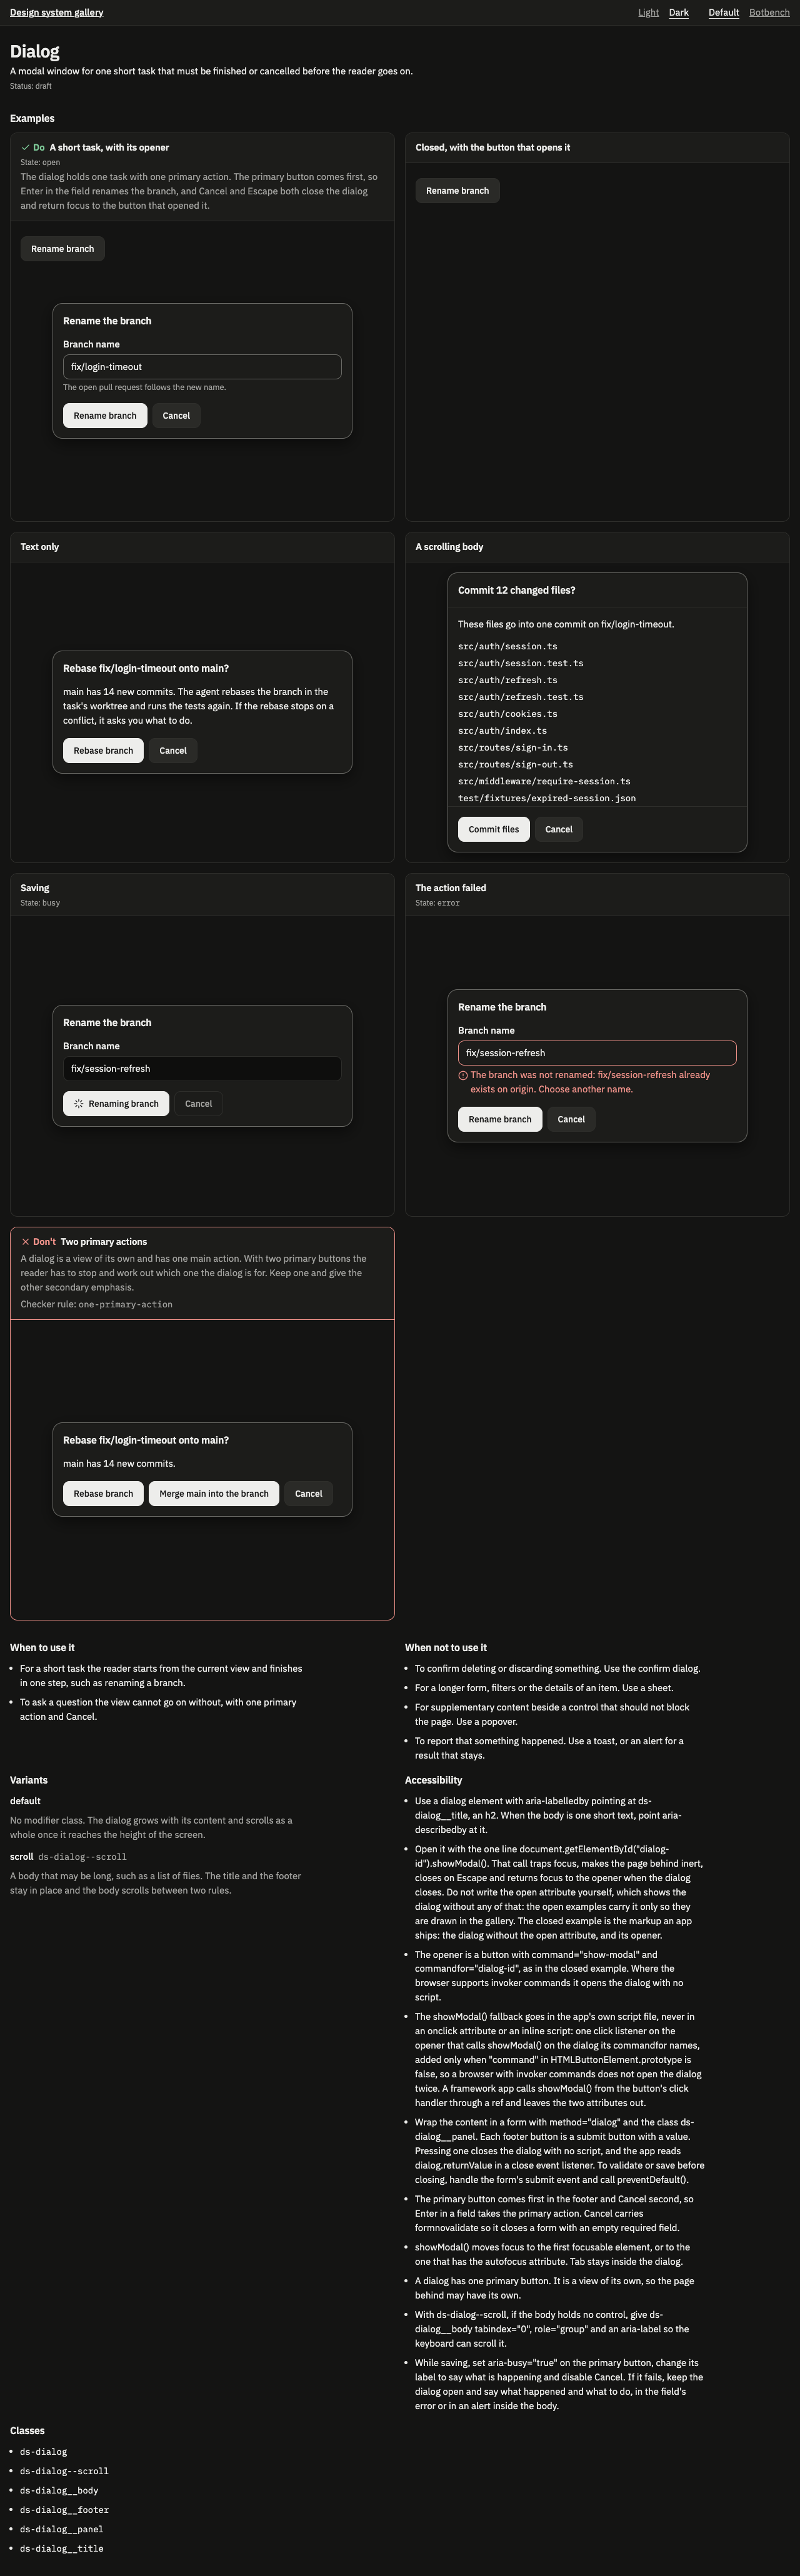 Design system gallery
Light Dark Default Botbench
Dialog
A modal window for one short task that must be finished or cancelled before the reader goes on.
Status: draft
Examples
Do A short task, with its opener
State: open
The dialog holds one task with one primary action. The primary button comes first, so
Enter in the field renames the branch, and Cancel and Escape both close the dialog
and return focus to the button that opened it.
Rename branch
Rename the branch
Branch name
fix/login-timeout
The open pull request follows the new name.
Rename branch Cancel
Closed, with the button that opens it
Rename branch
Text only
Rebase fix/login-timeout onto main?
main has 14 new commits. The agent rebases the branch in the
task's worktree and runs the tests again. If the rebase stops on a
conflict, it asks you what to do.
Rebase branch Cancel
A scrolling body
Commit 12 changed files?
These files go into one commit on fix/login-timeout.
src/auth/session.ts
src/auth/session.test.ts
src/auth/refresh.ts
src/auth/refresh.test.ts
src/auth/cookies.ts
src/auth/index.ts
src/routes/sign-in.ts
src/routes/sign-out.ts
src/middleware/require-session.ts
test/fixtures/expired-session.json
Commit files Cancel
Saving
State: busy
Rename the branch
Branch name
fix/session-refresh
Renaming branch Cancel
The action failed
State: error
Rename the branch
Branch name
fix/session-refresh
The branch was not renamed: fix/session-refresh already
exists on origin. Choose another name.
Rename branch Cancel
Don't Two primary actions
A dialog is a view of its own and has one main action. With two primary buttons the
reader has to stop and work out which one the dialog is for. Keep one and give the
other secondary emphasis.
Checker rule: one-primary-action
Rebase fix/login-timeout onto main?
main has 14 new commits.
Rebase branch Merge main into the branch Cancel
When to use it
• For a short task the reader starts from the current view and finishes
in one step, such as renaming a branch.
• To ask a question the view cannot go on without, with one primary
action and Cancel.
When not to use it
• To confirm deleting or discarding something. Use the confirm dialog.
• For a longer form, filters or the details of an item. Use a sheet.
• For supplementary content beside a control that should not block
the page. Use a popover.
• To report that something happened. Use a toast, or an alert for a
result that stays.
Variants
default
No modifier class. The dialog grows with its content and scrolls as a
whole once it reaches the height of the screen.
scroll ds-dialog--scroll
A body that may be long, such as a list of files. The title and the footer
stay in place and the body scrolls between two rules.
Accessibility
• Use a dialog element with aria-labelledby pointing at ds-
dialog__title, an h2. When the body is one short text, point aria-
describedby at it.
• Open it with the one line document.getElementById("dialog-
id").showModal(). That call traps focus, makes the page behind inert,
closes on Escape and returns focus to the opener when the dialog
closes. Do not write the open attribute yourself, which shows the
dialog without any of that: the open examples carry it only so they
are drawn in the gallery. The closed example is the markup an app
ships: the dialog without the open attribute, and its opener.
• The opener is a button with command="show-modal" and
commandfor="dialog-id", as in the closed example. Where the
browser supports invoker commands it opens the dialog with no
script.
• The showModal() fallback goes in the app's own script file, never in
an onclick attribute or an inline script: one click listener on the
opener that calls showModal() on the dialog its commandfor names,
added only when "command" in HTMLButtonElement.prototype is
false, so a browser with invoker commands does not open the dialog
twice. A framework app calls showModal() from the button's click
handler through a ref and leaves the two attributes out.
• Wrap the content in a form with method="dialog" and the class ds-
dialog__panel. Each footer button is a submit button with a value.
Pressing one closes the dialog with no script, and the app reads
dialog.returnValue in a close event listener. To validate or save before
closing, handle the form's submit event and call preventDefault().
• The primary button comes first in the footer and Cancel second, so
Enter in a field takes the primary action. Cancel carries
formnovalidate so it closes a form with an empty required field.
• showModal() moves focus to the first focusable element, or to the
one that has the autofocus attribute. Tab stays inside the dialog.
• A dialog has one primary button. It is a view of its own, so the page
behind may have its own.
• With ds-dialog--scroll, if the body holds no control, give ds-
dialog__body tabindex="0", role="group" and an aria-label so the
keyboard can scroll it.
• While saving, set aria-busy="true" on the primary button, change its
label to say what is happening and disable Cancel. If it fails, keep the
dialog open and say what happened and what to do, in the field's
error or in an alert inside the body.
Classes
• ds-dialog
• ds-dialog--scroll
• ds-dialog__body
• ds-dialog__footer
• ds-dialog__panel
• ds-dialog__title